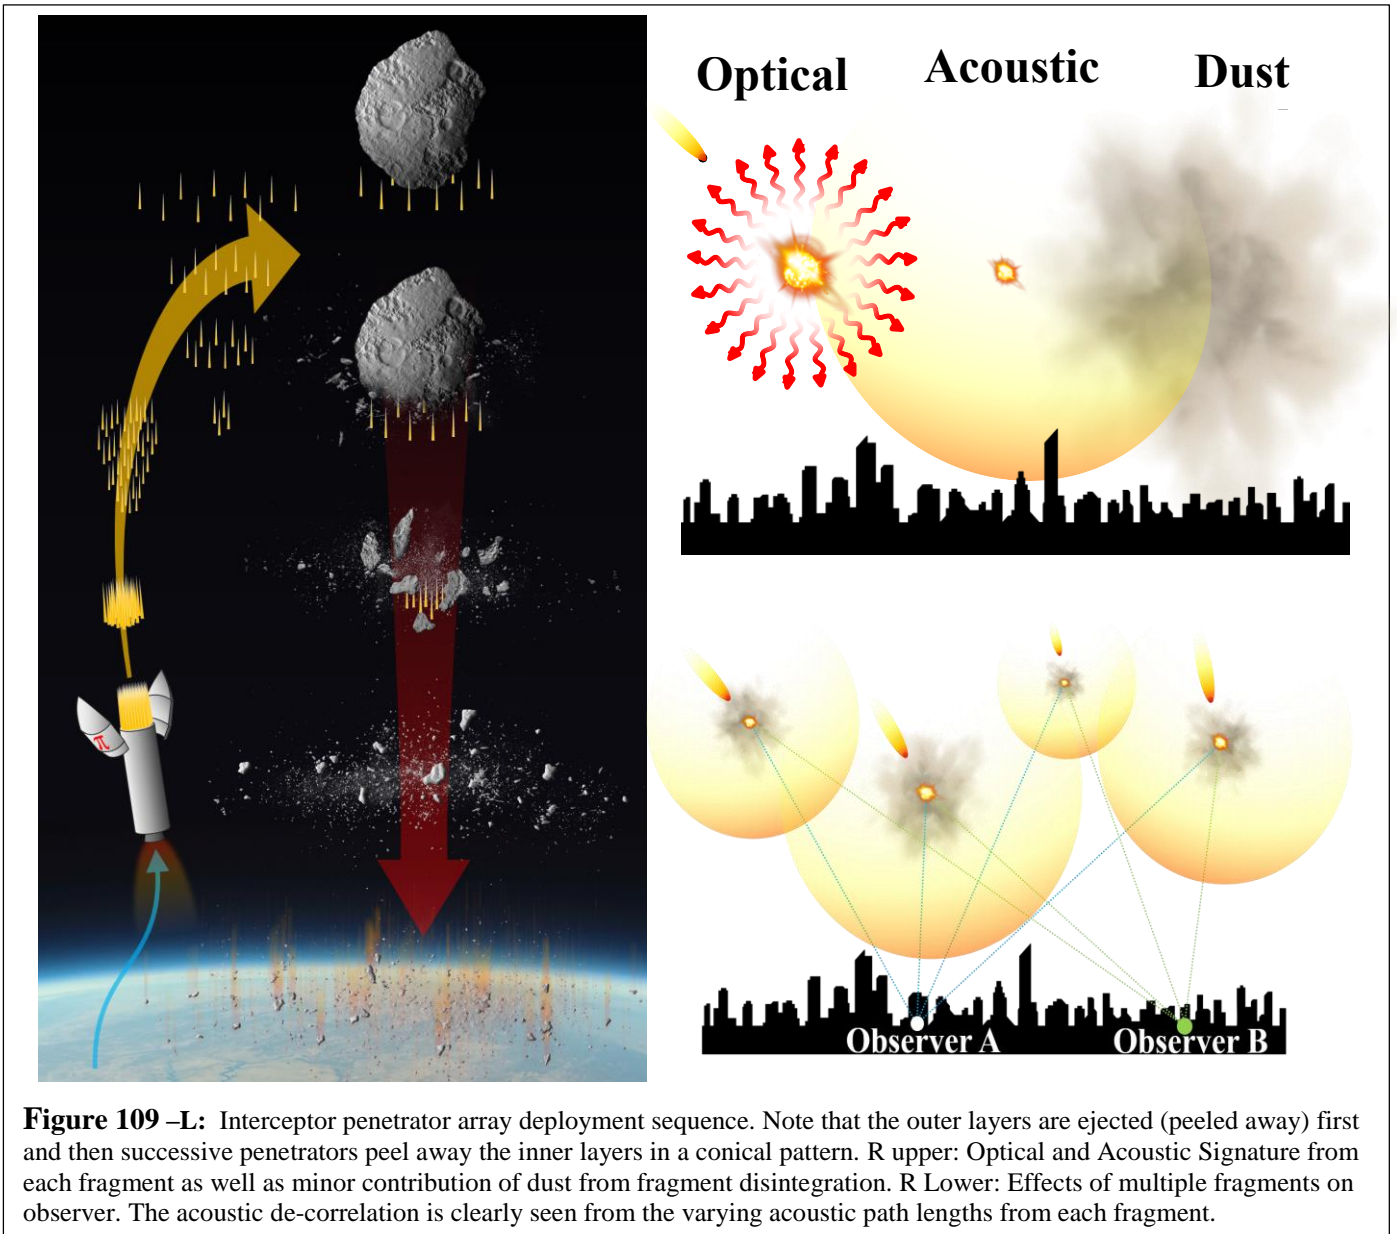 Optical
Acoustic
Dust
π
Observer A
Observer B
Figure 109 –L: Interceptor penetrator array deployment sequence. Note that the outer layers are ejected (peeled away) first
and then successive penetrators peel away the inner layers in a conical pattern. R upper: Optical and Acoustic Signature from
each fragment as well as minor contribution of dust from fragment disintegration. R Lower: Effects of multiple fragments on
observer. The acoustic de-correlation is clearly seen from the varying acoustic path lengths from each fragment.